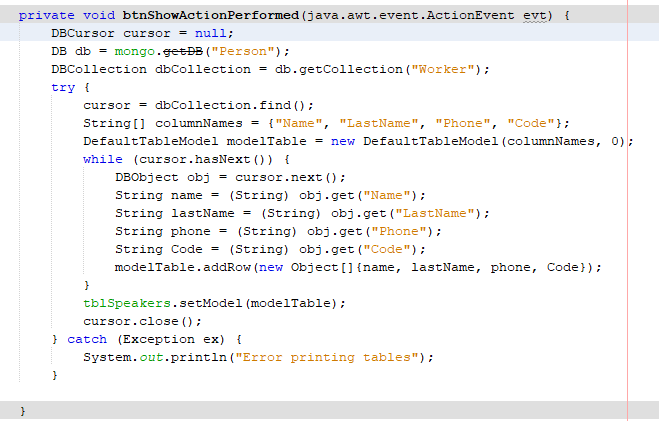 private void btnShowActionPerformed(java.awt.event.ActionEvent evt) {
    DBCursor cursor = null;
    DB db = mongo.getDB("Person");
    DBCollection dbCollection = db.getCollection("Worker");
    try {
        cursor = dbCollection.find();
        String[] columnNames = {"Name", "LastName", "Phone", "Code"};
        DefaultTableModel modelTable = new DefaultTableModel(columnNames, 0);
        while (cursor.hasNext()) {
            DBObject obj = cursor.next();
            String name = (String) obj.get("Name");
            String lastName = (String) obj.get("LastName");
            String phone = (String) obj.get("Phone");
            String Code = (String) obj.get("Code");
            modelTable.addRow(new Object[]{name, lastName, phone, Code});
        }
        tblSpeakers.setModel(modelTable);
        cursor.close();
    } catch (Exception ex) {
        System.out.println("Error printing tables");
    }
}